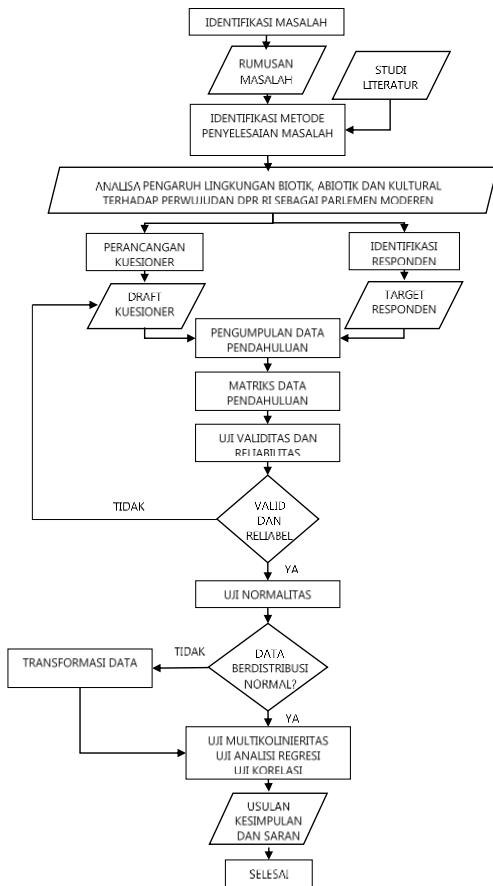 IDENTIFIKASI MASALAH
RUMUSAN
MASALAH
STUDI
LITERATUR
IDENTIFIKASI METODE
PENYELESAIAN MASALAH
ANALISA PENGARUH LINGKUNGAN BIOTIK, ABIOTIK DAN KULTURAL
TERHADAP PERWUJUDAN DPR RI SEBAGAI PARLEMEN MODEREN
PERANCANGAN
KUESIONER
IDENTIFIKASI
RESPONDEN
DRAFT
KUESIONER
TARGET
RESPONDEN
PENGUMPULAN DATA
PENDAHULUAN
MATRIKS DATA
PENDAHULUAN
UJI VALIDITAS DAN
RELIABILITAS
TIDAK
VALID
DAN
RELIABEL
YA
UJI NORMALITAS
TIDAK
DATA
BERDISTRIBUSI
NORMAL?
TRANSFORMASI DATA
YA
UJI MULTIKOLINIERITAS
UJI ANALISI REGRESI
UJI KORELASI
USULAN
KESIMPULAN
DAN SARAN
SELESAI